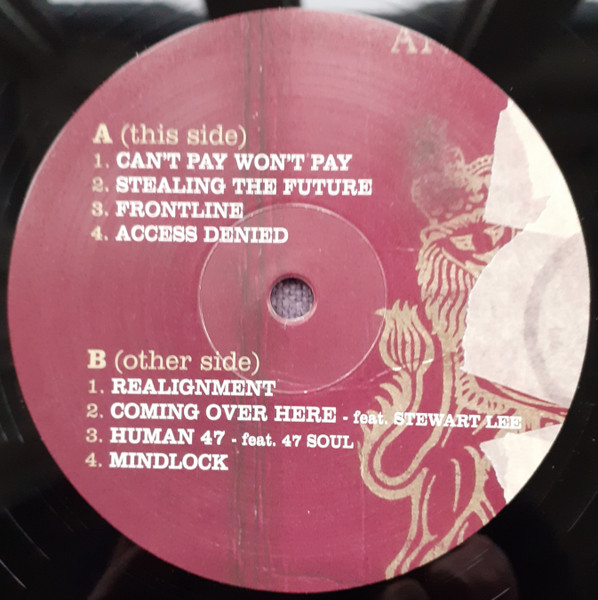 A (this side)
1. CAN'T PAY WON'T PAY
2. STEALING THE FUTURE
3. FRONTLINE
4. ACCESS DENIED
B (other side)
1. REALIGNMENT
2. COMING OVER HERE - feat. STEWART LEE
3. HUMAN 47 - feat. 47 SOUL
4. MINDLOCK